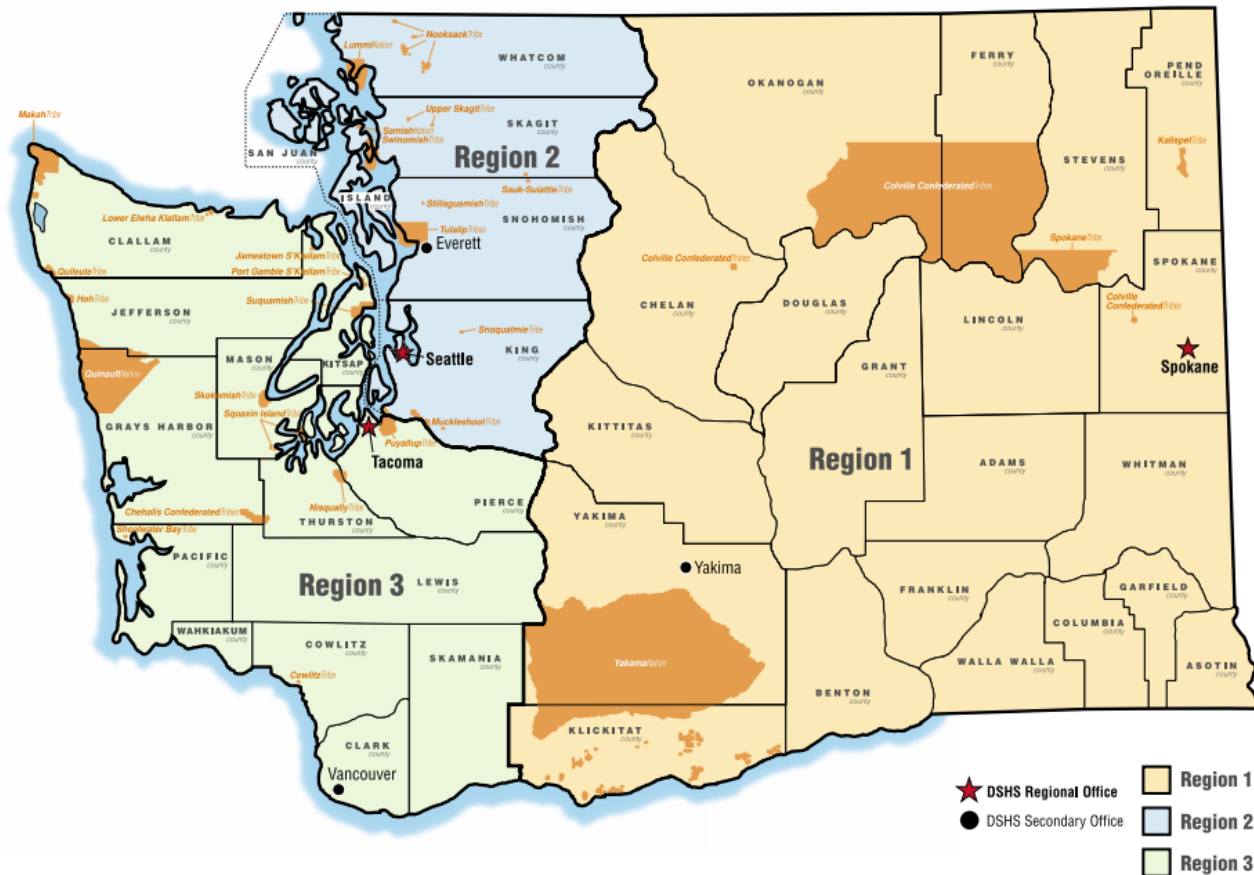 Nooksack Tribe
Lummi Nation
WHATCOM
county
OKANOGAN
county
FERRY
county
PEND
OREILLE
county
Makah Tribe
Upper Skagit Tribe
SKAGIT
county
Samish Nation
Swinomish Tribe
SAN JUAN
county
Region 2
Kalispel Tribe
STEVENS
county
Colville Confederated Tribes
Sauk-Suiattle Tribe
ISLAND
county
Stillaguamish Tribe
SNOHOMISH
county
Lower Elwha Klallam Tribe
Tulalip Tribes
Everett
CLALLAM
county
Spokane Tribe
Jamestown S'Klallam Tribe
Colville Confederated Tribes
SPOKANE
county
Quileute Tribe
Port Gamble S'Klallam Tribe
Hoh Tribe
Suquamish Tribe
JEFFERSON
county
CHELAN
county
DOUGLAS
county
Colville
Confederated Tribes
LINCOLN
county
Snoqualmie Tribe
KING
county
MASON
county
KITSAP
county
Seattle
GRANT
county
Spokane
Quinault Nation
Skokomish Tribe
Squaxin Island Tribe
Muckleshoot Tribe
GRAYS HARBOR
county
KITTITAS
county
Puyallup Tribe
Tacoma
Region 1
ADAMS
county
WHITMAN
county
Nisqually Tribe
PIERCE
county
Chehalis Confederated Tribes
THURSTON
county
YAKIMA
county
Shoalwater Bay Tribe
PACIFIC
county
Yakima
Region 3
LEWIS
county
FRANKLIN
county
GARFIELD
county
COLUMBIA
county
WAHKIAKUM
county
COWLITZ
county
SKAMANIA
county
Yakama Nation
WALLA WALLA
county
ASOTIN
county
Cowlitz Tribe
BENTON
county
KLICKITAT
county
CLARK
county
Vancouver
DSHS Regional Office
DSHS Secondary Office
Region 1
Region 2
Region 3